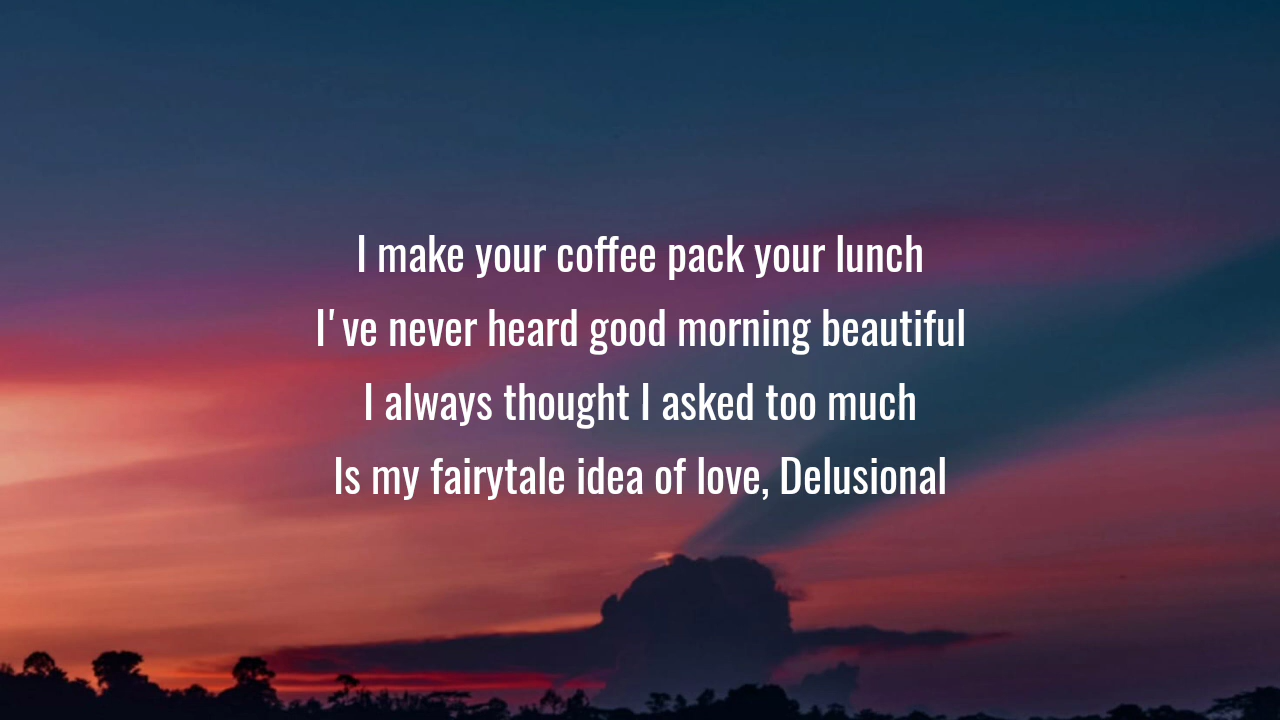 I make your coffee pack your lunch
I've never heard good morning beautiful
I always thought I asked too much
Is my fairytale idea of love, Delusional